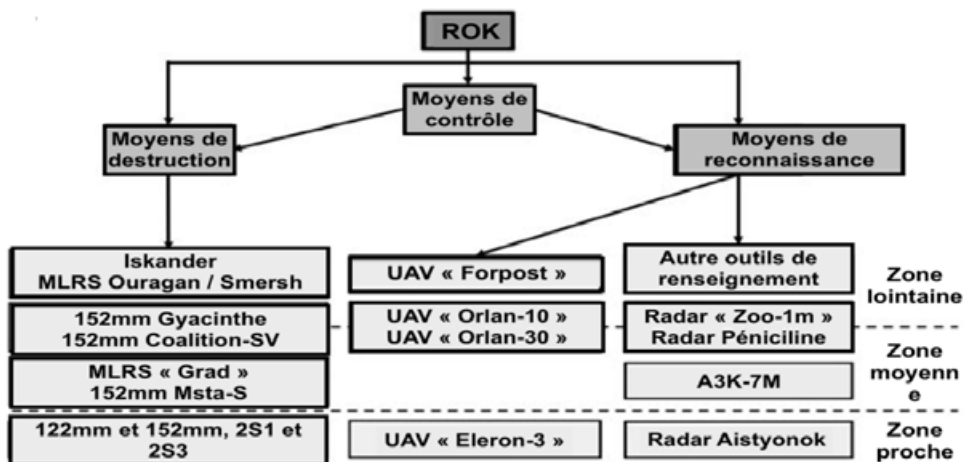 ROK
Moyens de
contrôle
Moyens de
destruction
Moyens de
reconnaissance
Iskander
MLRS Ouragan / Smersh
UAV « Forpost »
Autre outils de
renseignement
Zone
lointaine
152mm Gyacinthe
152mm Coalition-SV
UAV « Orlan-10 »
UAV « Orlan-30 »
Radar « Zoo-1m »
Radar Péniciline
MLRS « Grad »
152mm Msta-S
A3K-7M
Zone
moyenn
e
122mm et 152mm, 2S1 et
2S3
UAV « Eleron-3 »
Radar Aistyonok
Zone
proche